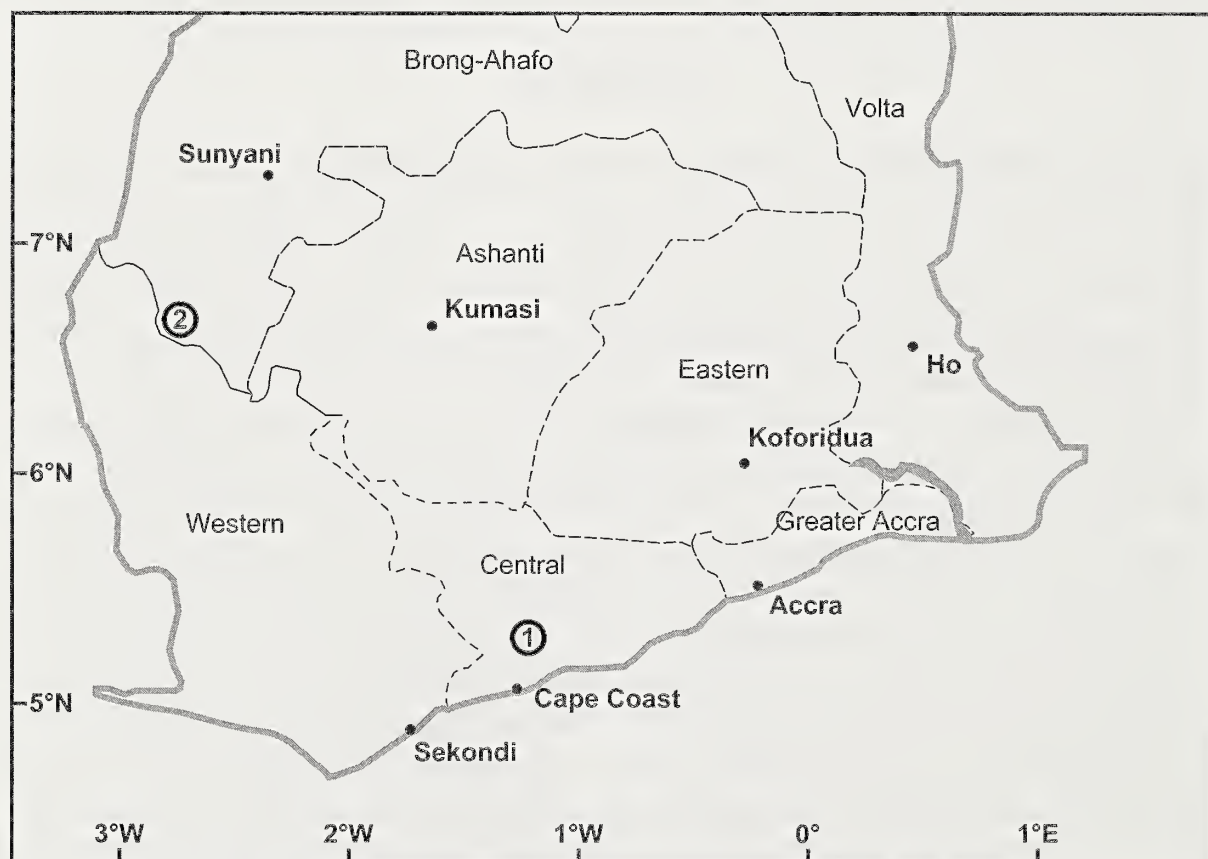 Brong-Ahafo
Volta
Sunyani
7°N
Ashanti
Kumasi
2
Eastern
Ho
Koforidua
6°N
Western
Greater Accra
Central
Accra
1
5°N
Cape Coast
Sekondi
3°W 2°W 1°W 0° 1°E